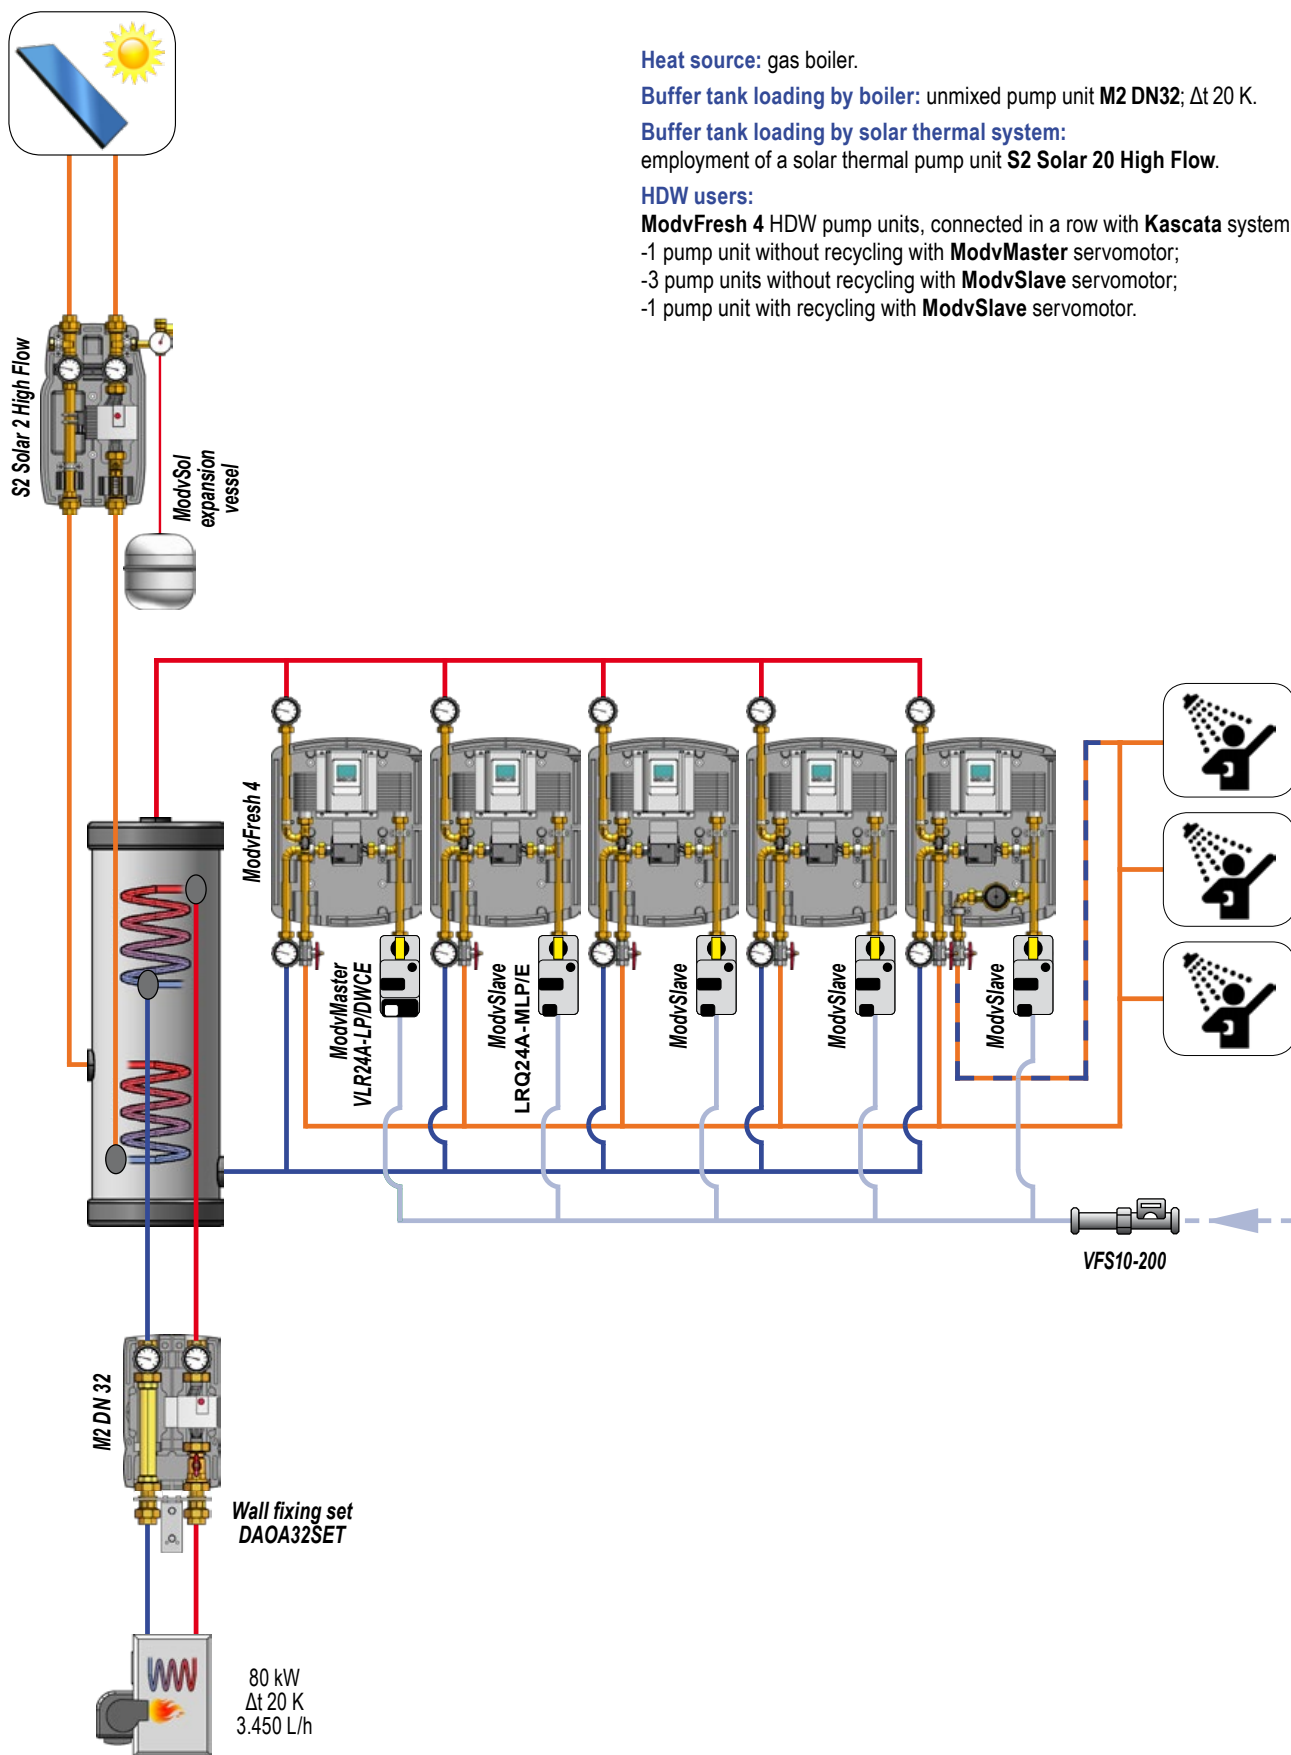 Heat source: gas boiler.
Buffer tank loading by boiler: unmixed pump unit M2 DN32; Δt 20 K.
Buffer tank loading by solar thermal system:
employment of a solar thermal pump unit S2 Solar 20 High Flow.
HDW users:
ModvFresh 4 HDW pump units, connected in a row with Kascata system
-1 pump unit without recycling with ModvMaster servomotor;
-3 pump units without recycling with ModvSlave servomotor;
-1 pump unit with recycling with ModvSlave servomotor.
S2 Solar 2 High Flow
ModvSol
expansion
vessel
ModvFresh 4
ModvMaster
VLR24A-LP/DWCE
ModvSlave
LRQ24A-MLP/E
ModvSlave
ModvSlave
ModvSlave
VFS10-200
M2 DN 32
Wall fixing set
DAOA32SET
80 kW
Δt 20 K
3.450 L/h